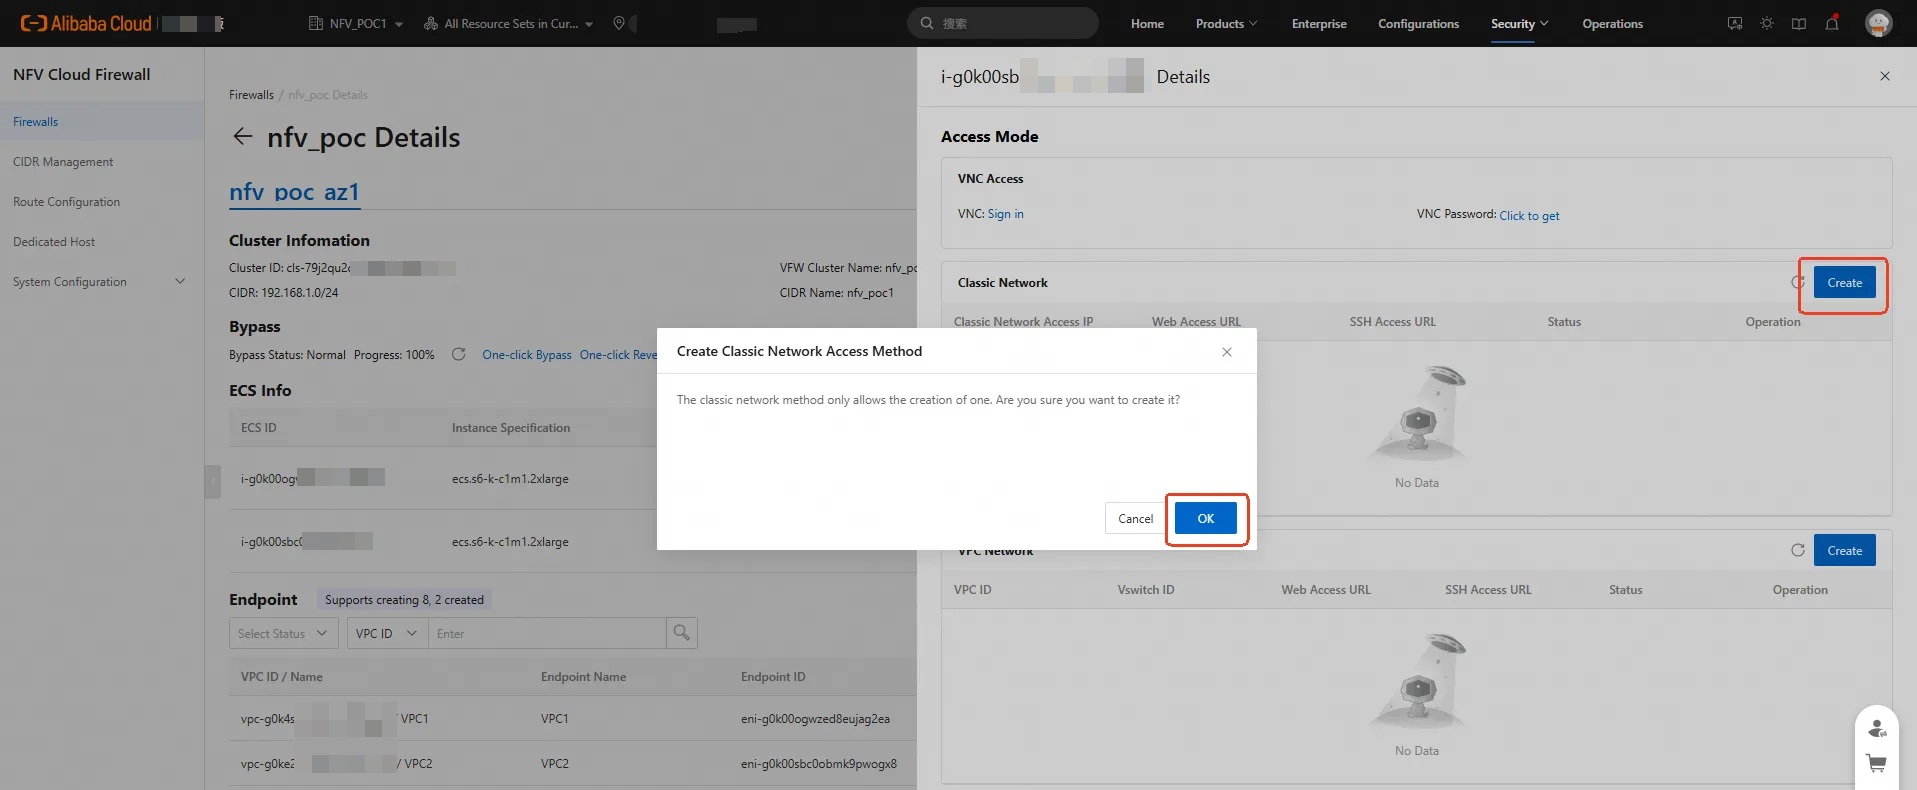 Alibaba Cloud
NFV_POC1
All Resource Sets in Cur...
搜索
Home
Products
Enterprise
Configurations
Security
Operations
NFV Cloud Firewall
Firewalls
CIDR Management
Route Configuration
Dedicated Host
System Configuration
Firewalls / nfv_poc Details
nfv_poc Details
nfv_poc_az1
Cluster Infomation
Cluster ID: cls-79j2qu2
VFW Cluster Name: nfv_pc
CIDR: 192.168.1.0/24
CIDR Name: nfv_poc1
Bypass
Bypass Status: Normal Progress: 100% One-click Bypass One-click Reve
ECS Info
ECS ID Instance Specification
i-g0k00og ecs.s6-k-c1m1.2xlarge
i-g0k00sbc ecs.s6-k-c1m1.2xlarge
Endpoint Supports creating 8, 2 created
Select Status VPC ID Enter
VPC ID / Name Endpoint Name Endpoint ID
vpc-g0k4s / VPC1 VPC1 eni-g0k00ogwzed8eujag2ea
vpc-g0ke2 / VPC2 VPC2 eni-g0k00sbc0obmk9pwogx8
i-g0k00sb Details
Access Mode
VNC Access
VNC: Sign in
VNC Password: Click to get
Classic Network
Create
Classic Network Access IP Web Access URL SSH Access URL Status Operation
No Data
Create Classic Network Access Method
The classic network method only allows the creation of one. Are you sure you want to create it?
Cancel
OK
VPC Network
Create
VPC ID Vswitch ID Web Access URL SSH Access URL Status Operation
No Data